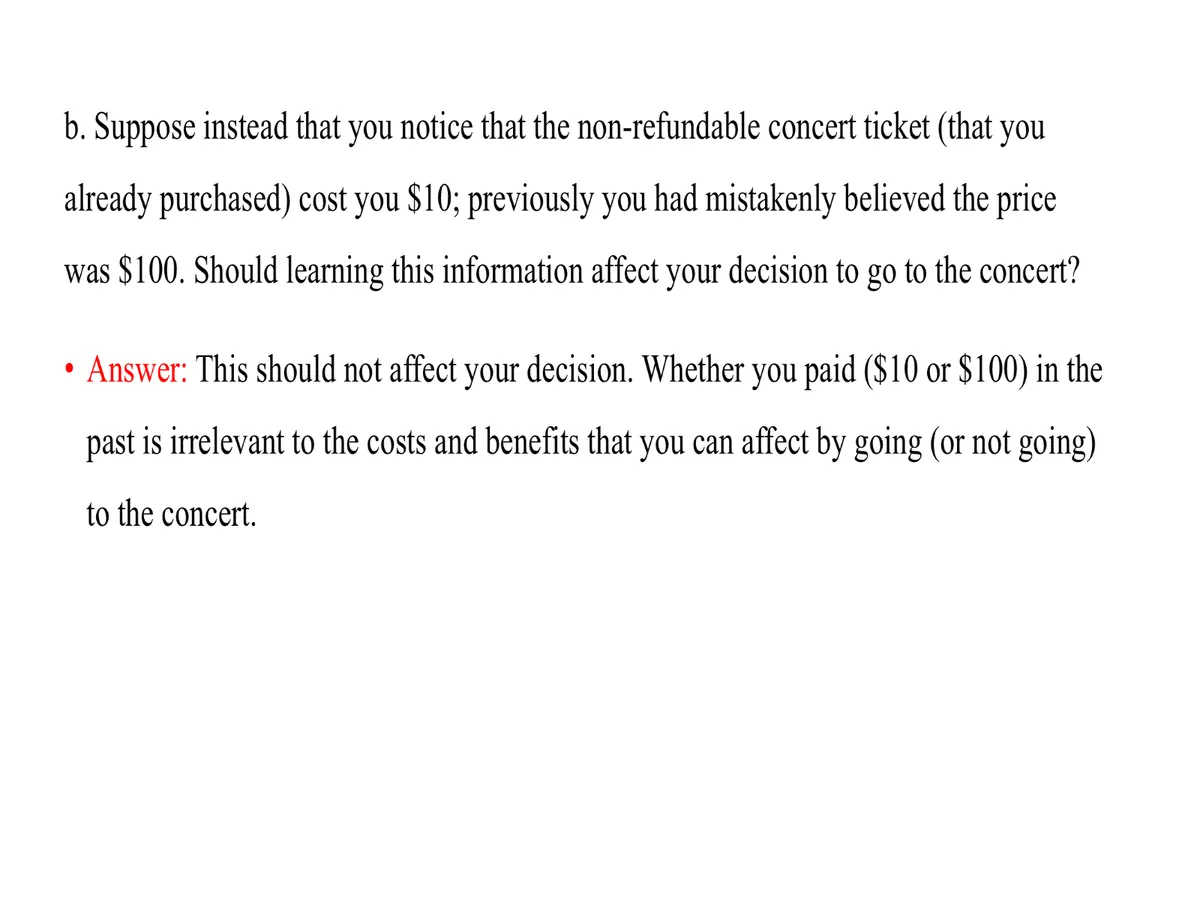 b. Suppose instead that you notice that the non-refundable concert ticket (that you
already purchased) cost you $10; previously you had mistakenly believed the price
was $100. Should learning this information affect your decision to go to the concert?
• Answer: This should not affect your decision. Whether you paid ($10 or $100) in the
past is irrelevant to the costs and benefits that you can affect by going (or not going)
to the concert.